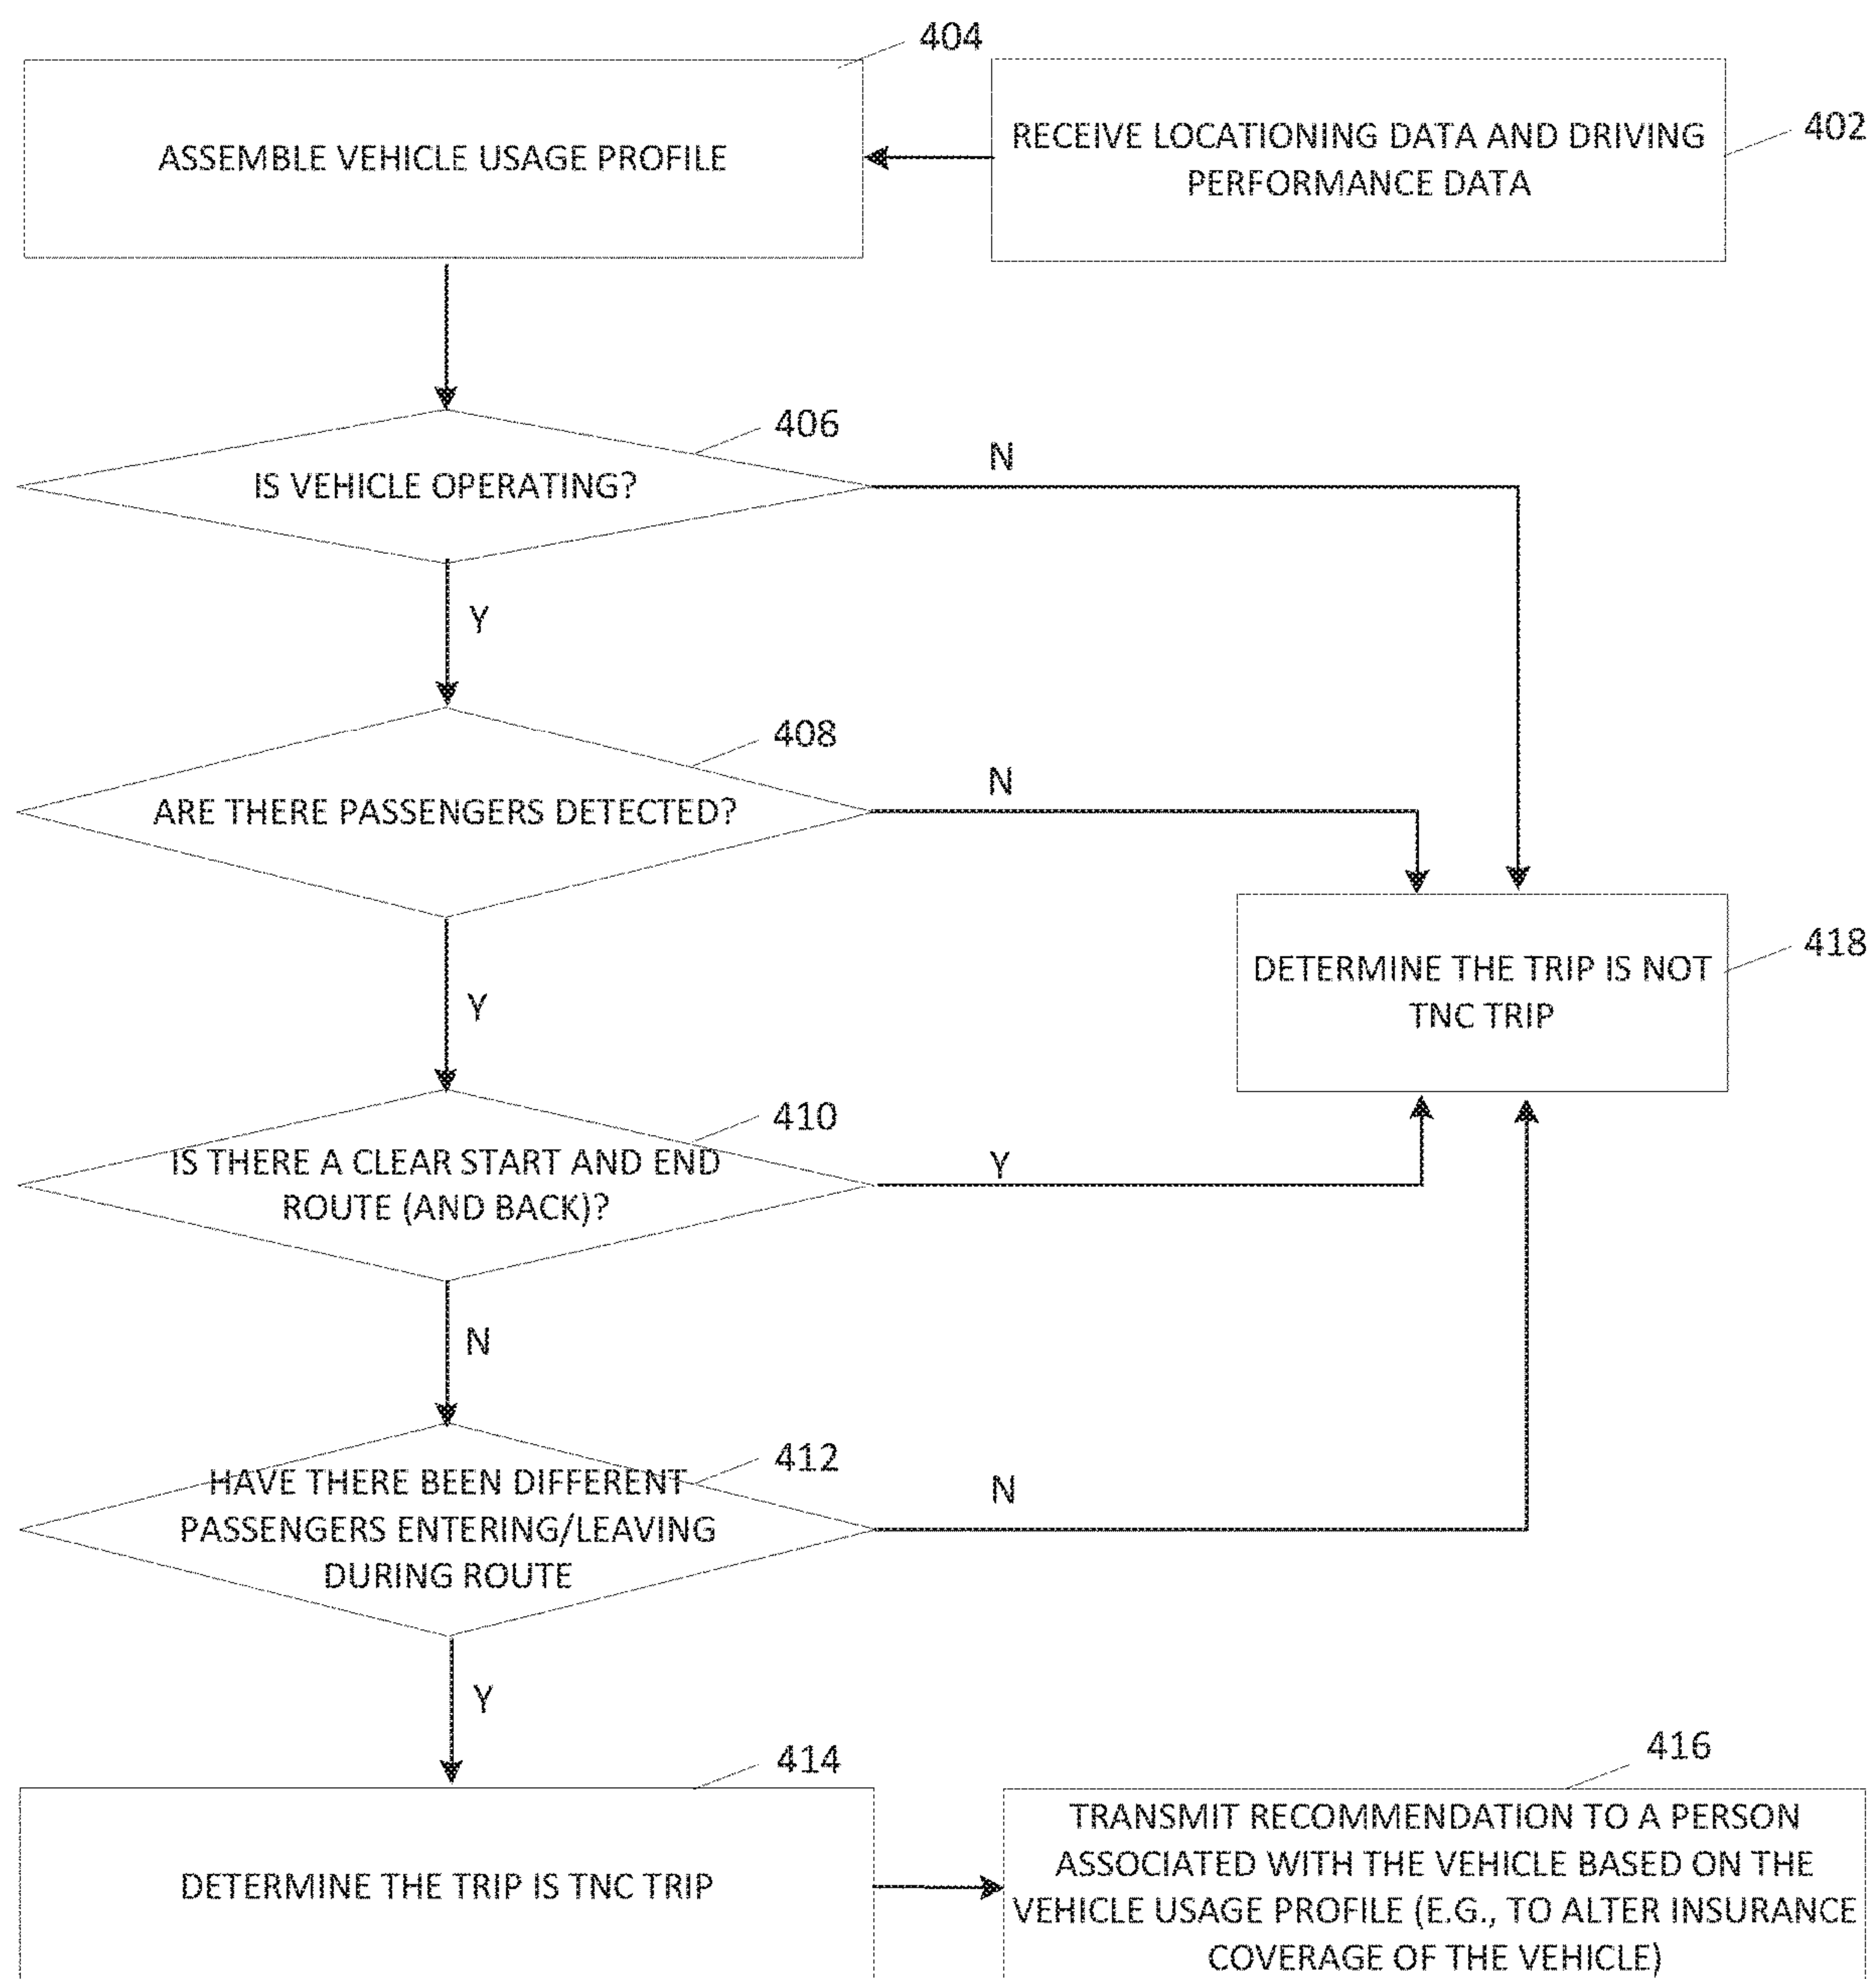 404
ASSEMBLE VEHICLE USAGE PROFILE
RECEIVE LOCATIONING DATA AND DRIVING
PERFORMANCE DATA
402
406
IS VEHICLE OPERATING?
N
Y
408
ARE THERE PASSENGERS DETECTED?
N
Y
418
DETERMINE THE TRIP IS NOT
TNC TRIP
410
IS THERE A CLEAR START AND END
ROUTE (AND BACK)?
Y
N
412
HAVE THERE BEEN DIFFERENT
PASSENGERS ENTERING/LEAVING
DURING ROUTE
N
Y
414
DETERMINE THE TRIP IS TNC TRIP
416
TRANSMIT RECOMMENDATION TO A PERSON
ASSOCIATED WITH THE VEHICLE BASED ON THE
VEHICLE USAGE PROFILE (E.G., TO ALTER INSURANCE
COVERAGE OF THE VEHICLE)